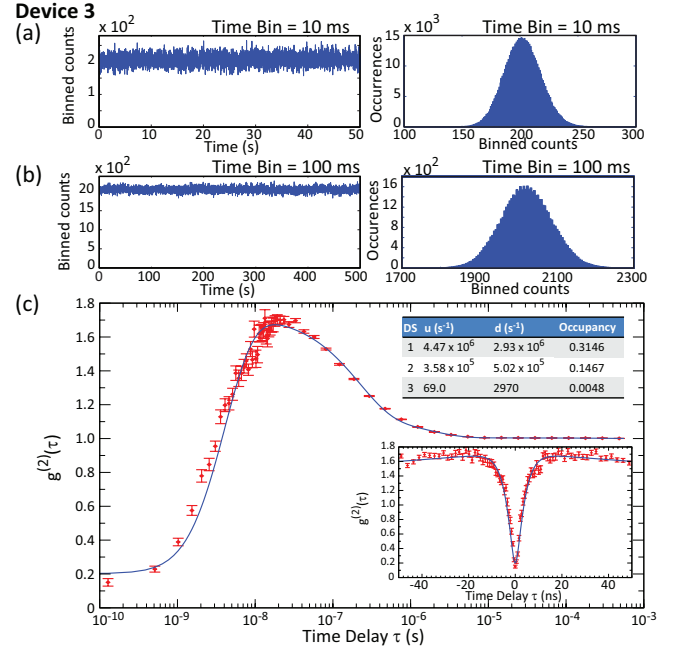 Device 3
(a)
Time Bin = 10 ms
x 10²
Binned counts
2
1
0
0 10 20 30 40 50
Time (s)
Time Bin = 10 ms
x 10³
Occurrences
15
10
5
0
100 150 200 250 300
Binned counts
(b)
Time Bin = 100 ms
x 10²
Binned counts
20
15
10
5
0
0 100 200 300 400 500
Time (s)
Time Bin = 100 ms
x 10²
Occurences
16
12
8
4
0
1700 1900 2100 2300
Binned counts
(c)
g⁽²⁾(τ)
1.8
1.6
1.4
1.2
1.0
0.8
0.6
0.4
0.2
0
10⁻¹⁰ 10⁻⁹ 10⁻⁸ 10⁻⁷ 10⁻⁶ 10⁻⁵ 10⁻⁴ 10⁻³
Time Delay τ (s)
DS u (s⁻¹) d (s⁻¹) Occupancy
1 4.47 x 10⁶ 2.93 x 10⁶ 0.3146
2 3.58 x 10⁵ 5.02 x 10⁵ 0.1467
3 69.0 2970 0.0048
g⁽²⁾(τ)
1.8
1.6
1.4
1.2
1.0
0.8
0.6
0.4
0.2
0
-40 -20 0 20 40
Time Delay τ (ns)